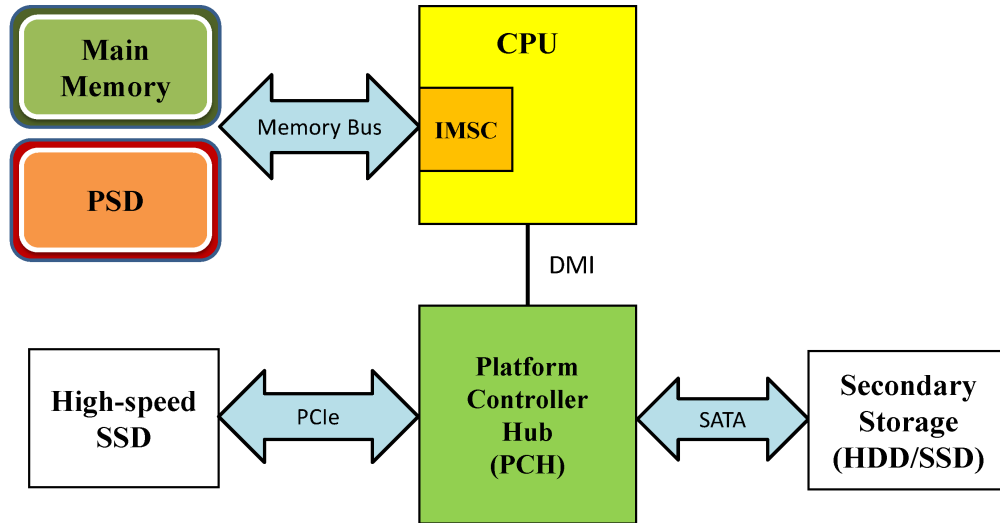 Main
Memory
Memory Bus
CPU
IMSC
PSD
DMI
High-speed
SSD
PCIe
Platform
Controller
Hub
(PCH)
SATA
Secondary
Storage
(HDD/SSD)